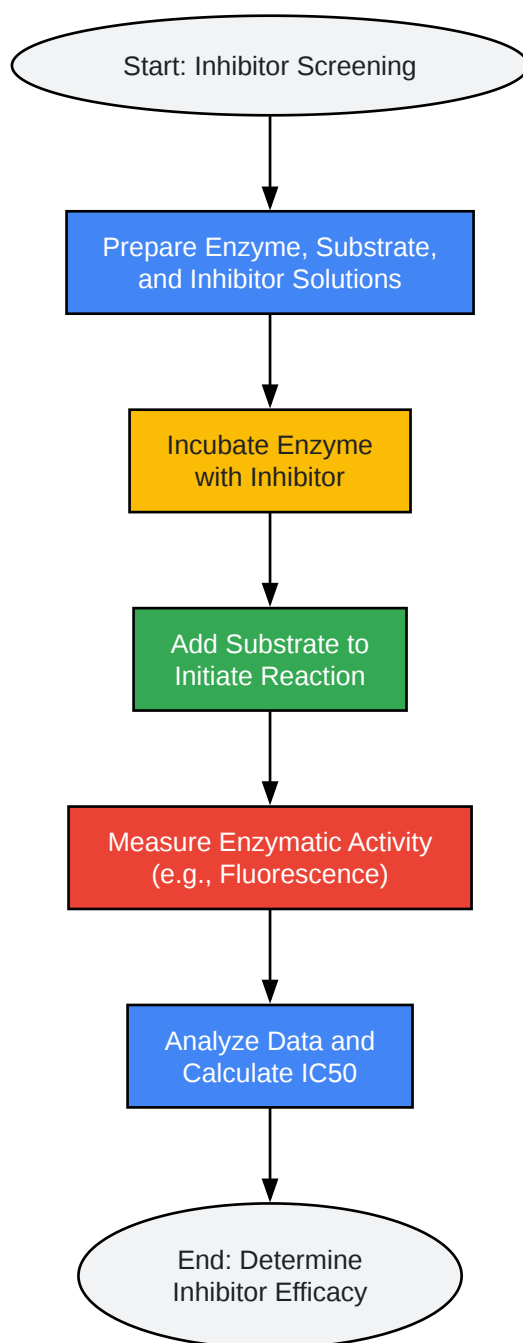 Start: Inhibitor Screening
Prepare Enzyme, Substrate,
and Inhibitor Solutions
Incubate Enzyme
with Inhibitor
Add Substrate to
Initiate Reaction
Measure Enzymatic Activity
(e.g., Fluorescence)
Analyze Data and
Calculate IC50
End: Determine
Inhibitor Efficacy